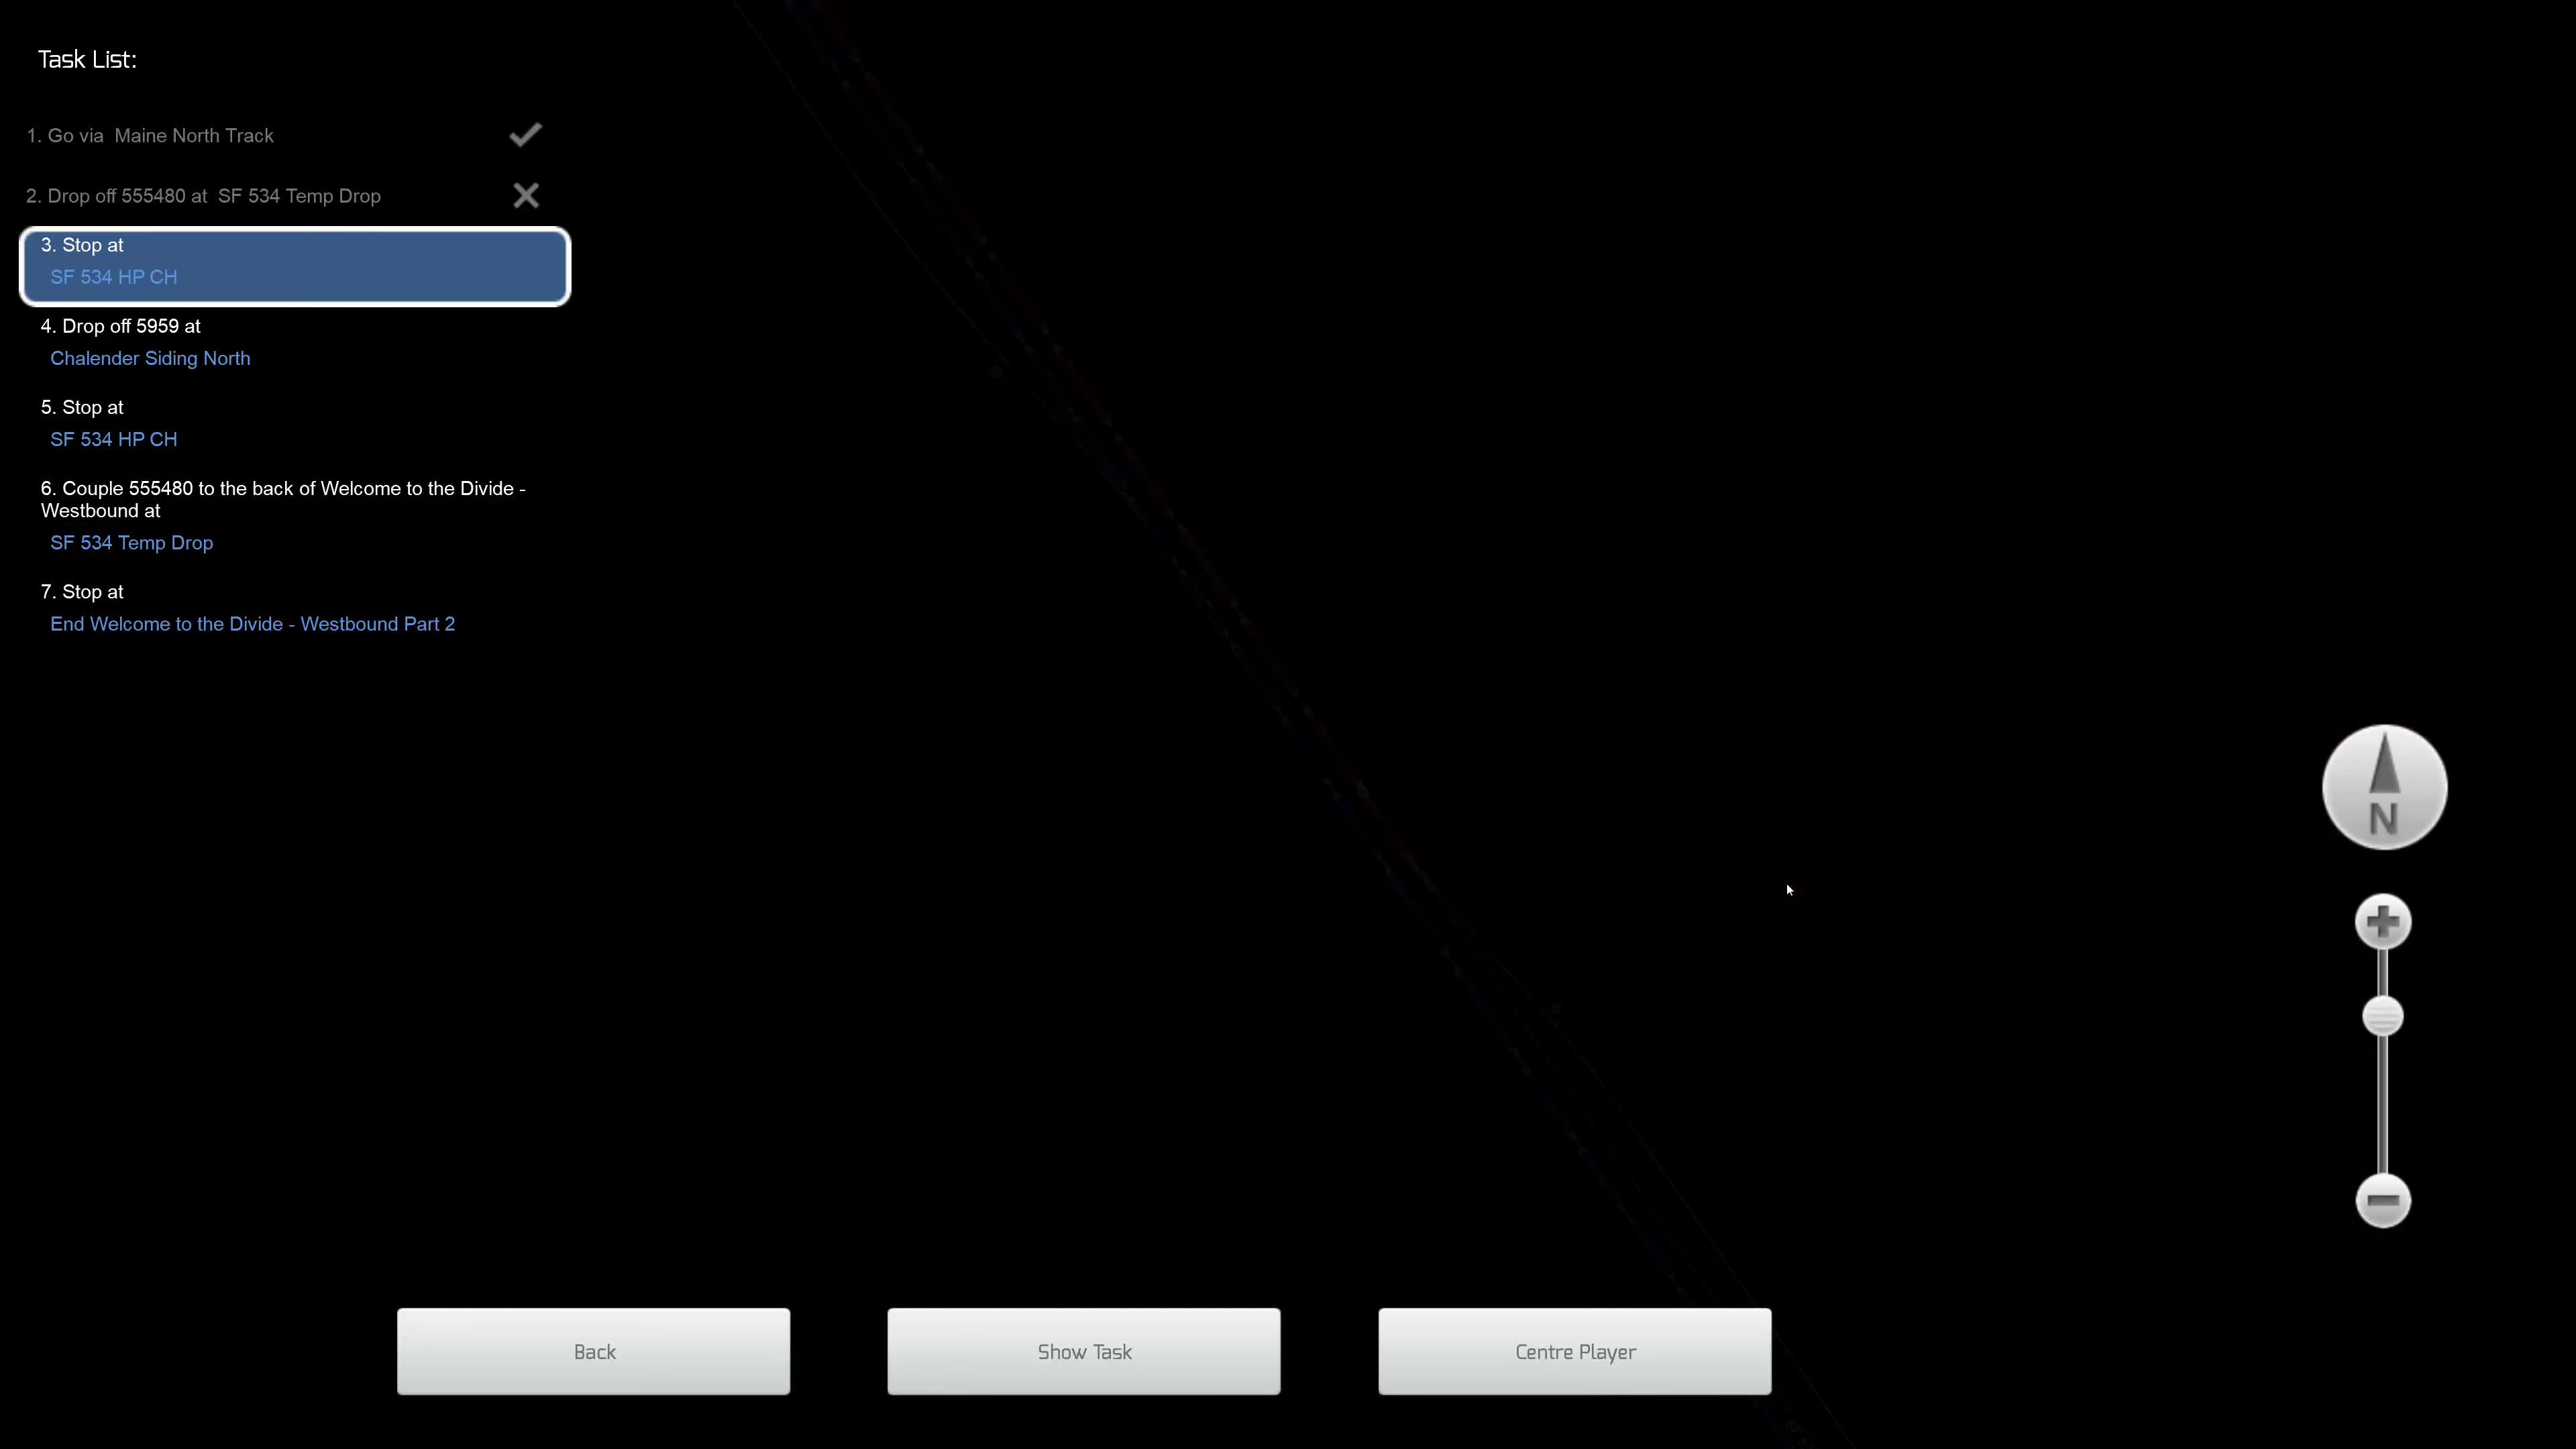 Task List:
1. Go via  Maine North Track
2. Drop off 555480 at  SF 534 Temp Drop
3. Stop at
SF 534 HP CH
4. Drop off 5959 at
Chalender Siding North
5. Stop at
SF 534 HP CH
6. Couple 555480 to the back of Welcome to the Divide -
Westbound at
SF 534 Temp Drop
7. Stop at
End Welcome to the Divide - Westbound Part 2
N
Back
Show Task
Centre Player